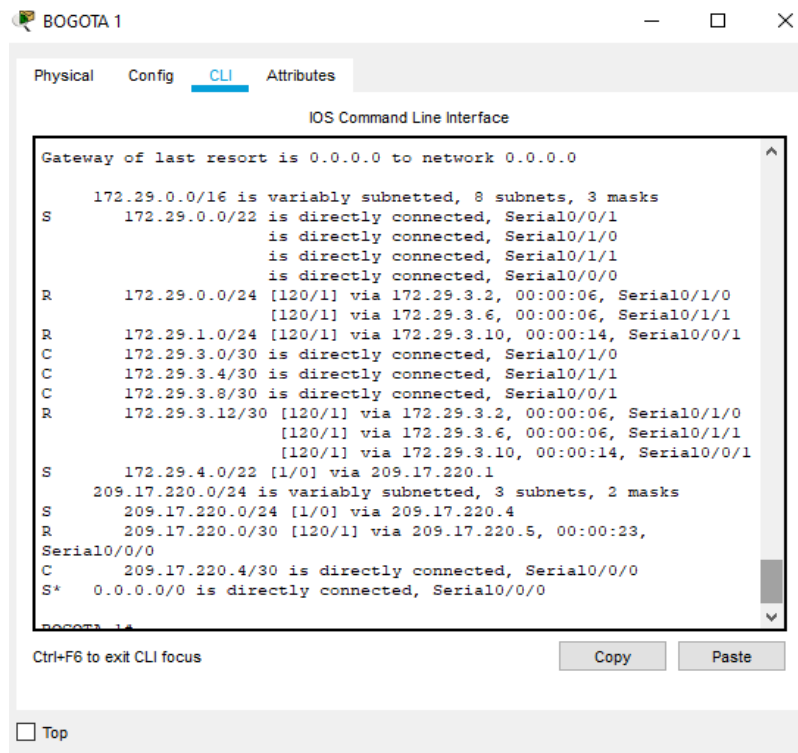 BOGOTA 1
Physical Config CLI Attributes
IOS Command Line Interface
Gateway of last resort is 0.0.0.0 to network 0.0.0.0
172.29.0.0/16 is variably subnetted, 8 subnets, 3 masks
S 172.29.0.0/22 is directly connected, Serial0/0/1
is directly connected, Serial0/1/0
is directly connected, Serial0/1/1
is directly connected, Serial0/0/0
R 172.29.0.0/24 [120/1] via 172.29.3.2, 00:00:06, Serial0/1/0
[120/1] via 172.29.3.6, 00:00:06, Serial0/1/1
R 172.29.1.0/24 [120/1] via 172.29.3.10, 00:00:14, Serial0/0/1
C 172.29.3.0/30 is directly connected, Serial0/1/0
C 172.29.3.4/30 is directly connected, Serial0/1/1
C 172.29.3.8/30 is directly connected, Serial0/0/1
R 172.29.3.12/30 [120/1] via 172.29.3.2, 00:00:06, Serial0/1/0
[120/1] via 172.29.3.6, 00:00:06, Serial0/1/1
[120/1] via 172.29.3.10, 00:00:14, Serial0/0/1
S 172.29.4.0/22 [1/0] via 209.17.220.1
209.17.220.0/24 is variably subnetted, 3 subnets, 2 masks
S 209.17.220.0/24 [1/0] via 209.17.220.4
R 209.17.220.0/30 [120/1] via 209.17.220.5, 00:00:23,
Serial0/0/0
C 209.17.220.4/30 is directly connected, Serial0/0/0
S* 0.0.0.0/0 is directly connected, Serial0/0/0
BOGOTA 1#
Ctrl+F6 to exit CLI focus
Copy Paste
Top